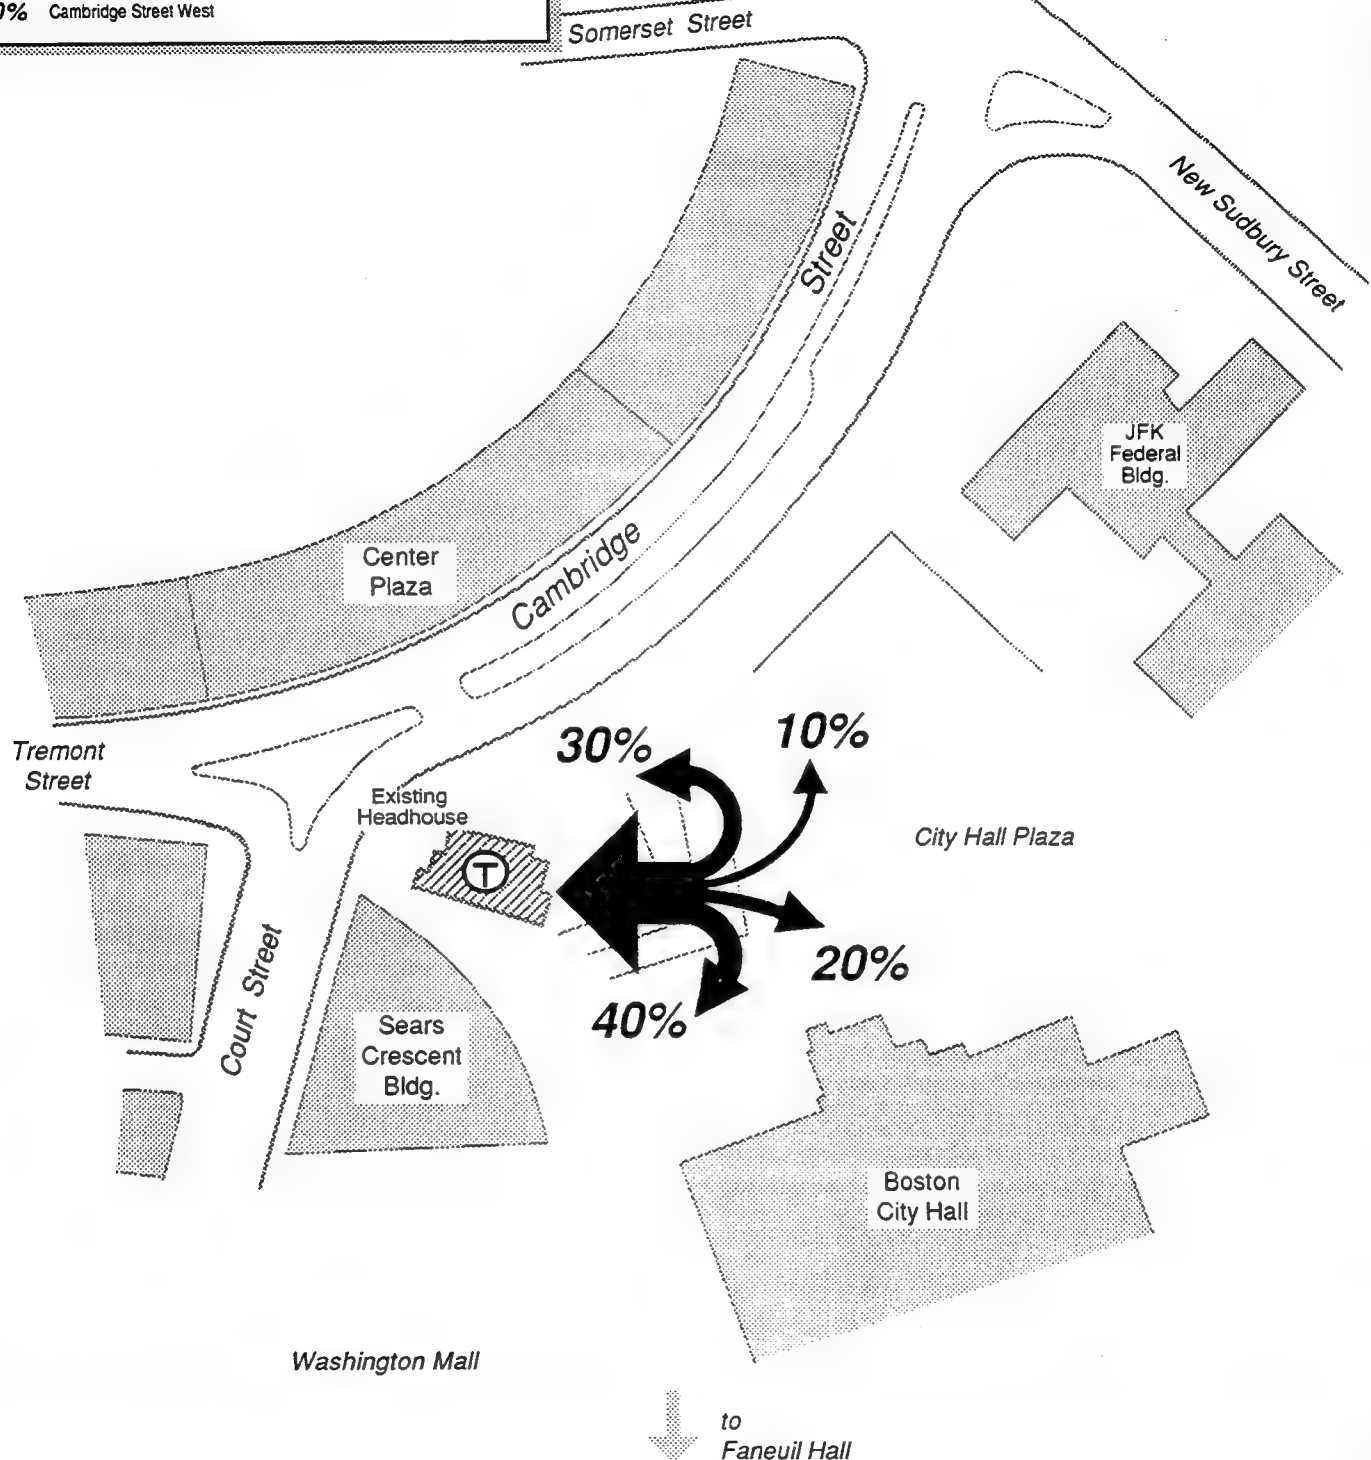 0% Cambridge Street West
Somerset Street
New Sudbury Street
Street
JFK
Federal
Bldg.
Cambridge
Center
Plaza
Tremont
Street
30%
10%
Existing
Headhouse
City Hall Plaza
T
20%
40%
Court Street
Sears
Crescent
Bldg.
Boston
City Hall
Washington Mall
to
Faneuil Hall